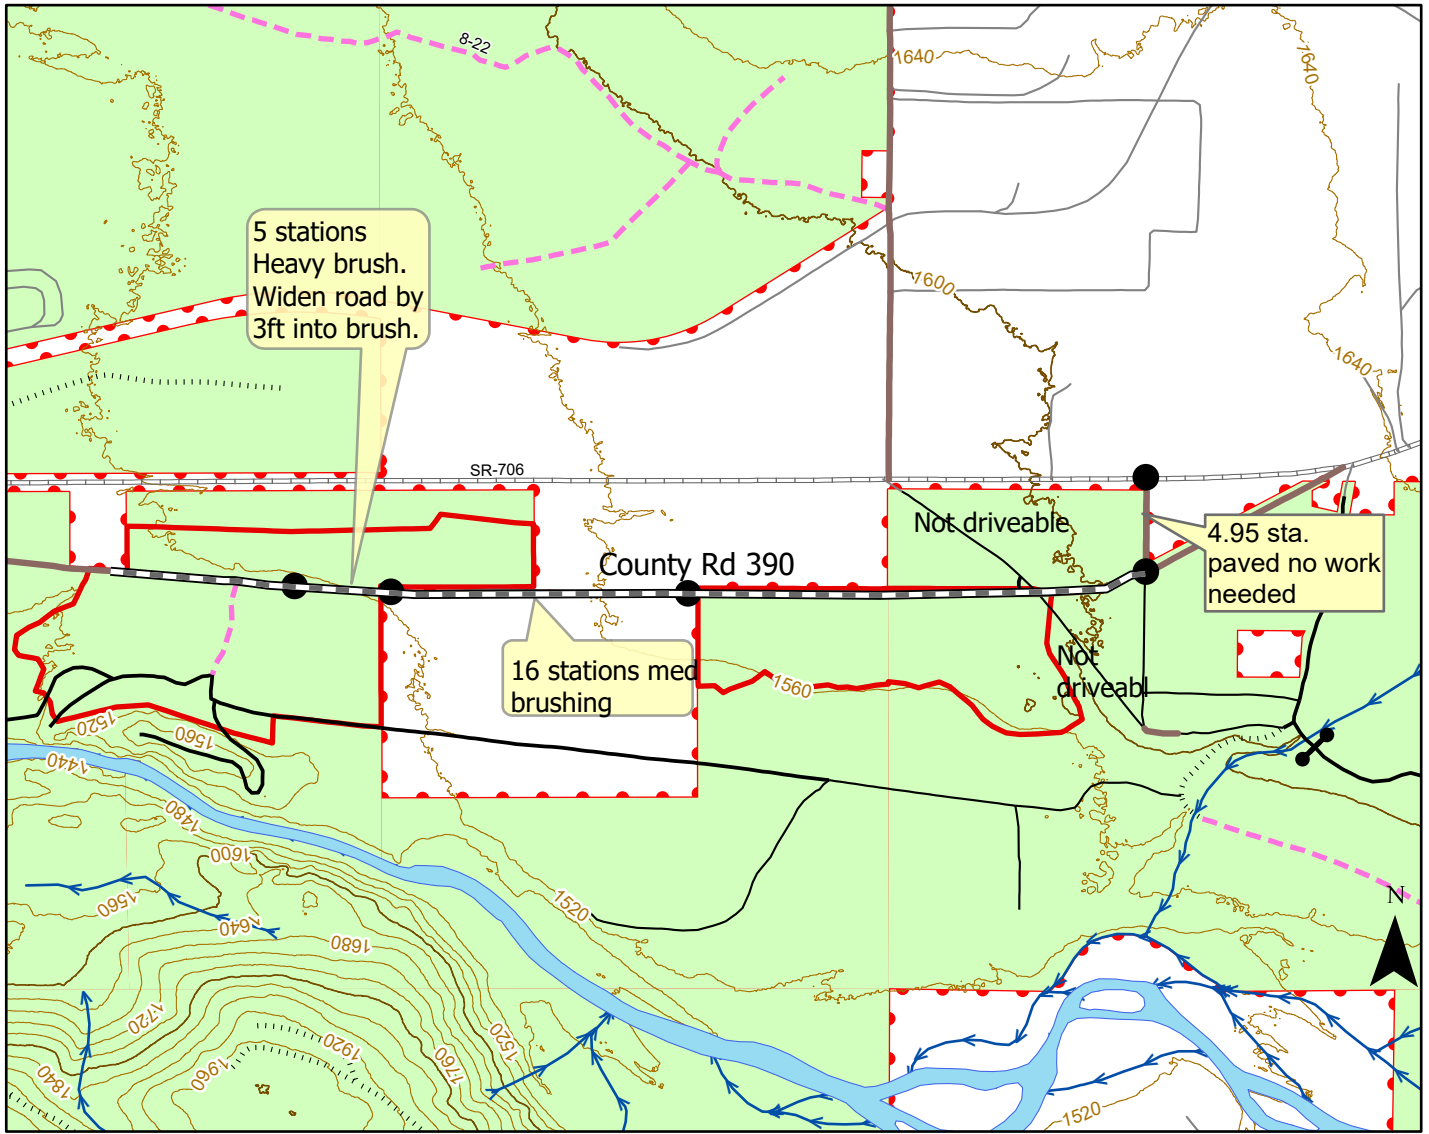 8-22
1640
1640
5 stations
Heavy brush.
Widen road by
3ft into brush.
1600
1640
SR-706
Not driveable
4.95 sta.
paved no work
needed
County Rd 390
16 stations med
brushing
Not
driveabl
1560
1520
1560
1440
1480
1600
1560
1640
1680
1520
N
1720
1920
1960
1840
1760
1520
1520